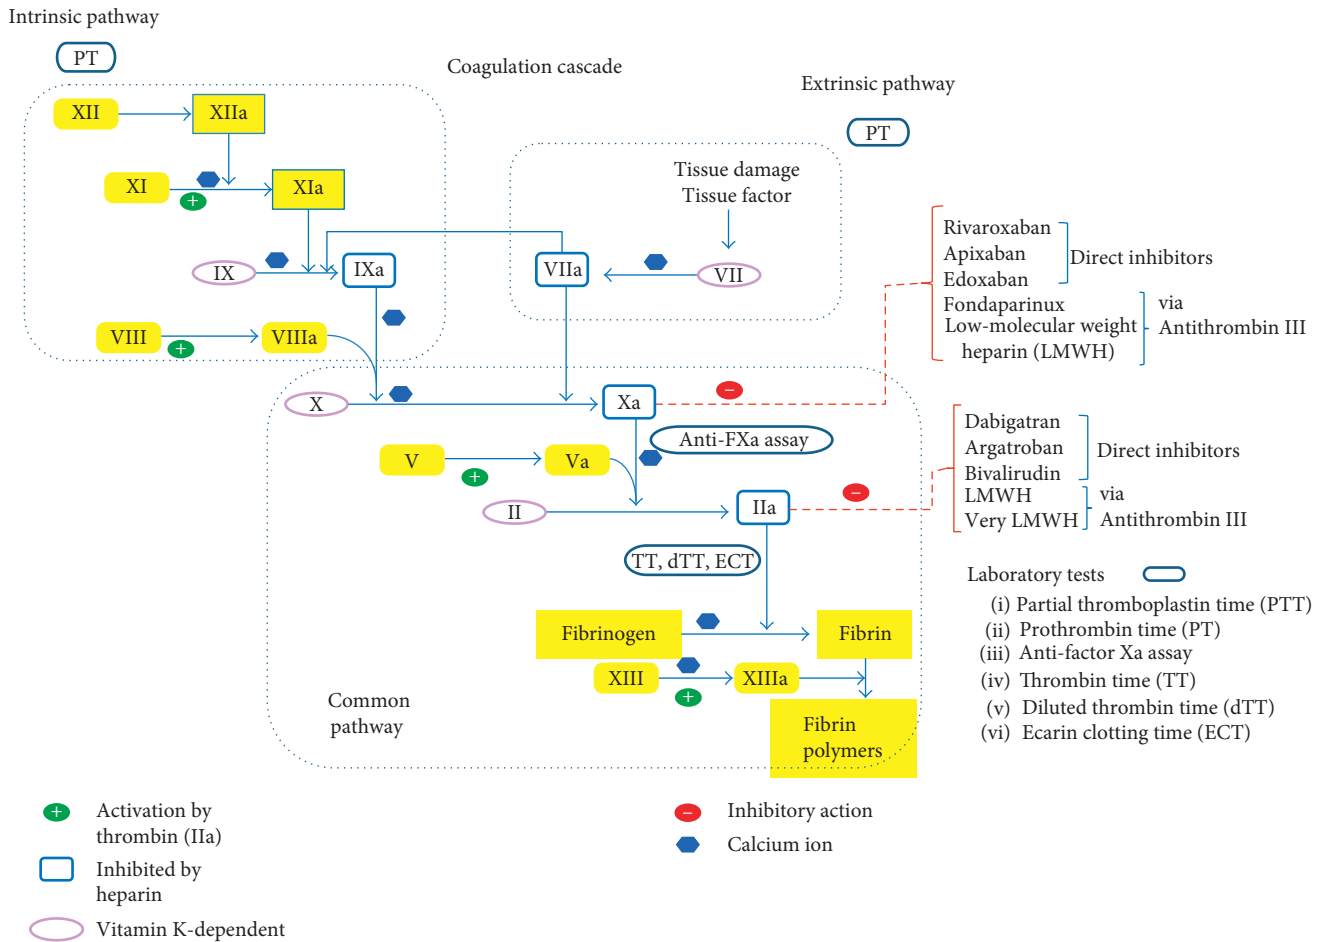 Intrinsic pathway
PT
Coagulation cascade
Extrinsic pathway
PT
XII
XIIa
XI
+
XIa
IX
IXa
VIII
+
VIIIa
Tissue damage
Tissue factor
VIIa
VII
X
Xa
−
Anti-FXa assay
V
+
Va
II
IIa
−
TT, dTT, ECT
Fibrinogen
Fibrin
XIII
+
XIIIa
Fibrin
polymers
Common
pathway
Rivaroxaban
Apixaban
Edoxaban
Direct inhibitors
Fondaparinux
Low-molecular weight
heparin (LMWH)
via
Antithrombin III
Dabigatran
Argatroban
Bivalirudin
Direct inhibitors
LMWH
Very LMWH
via
Antithrombin III
Laboratory tests
(i) Partial thromboplastin time (PTT)
(ii) Prothrombin time (PT)
(iii) Anti-factor Xa assay
(iv) Thrombin time (TT)
(v) Diluted thrombin time (dTT)
(vi) Ecarin clotting time (ECT)
+
Activation by
thrombin (IIa)
Inhibited by
heparin
Vitamin K-dependent
−
Inhibitory action
Calcium ion